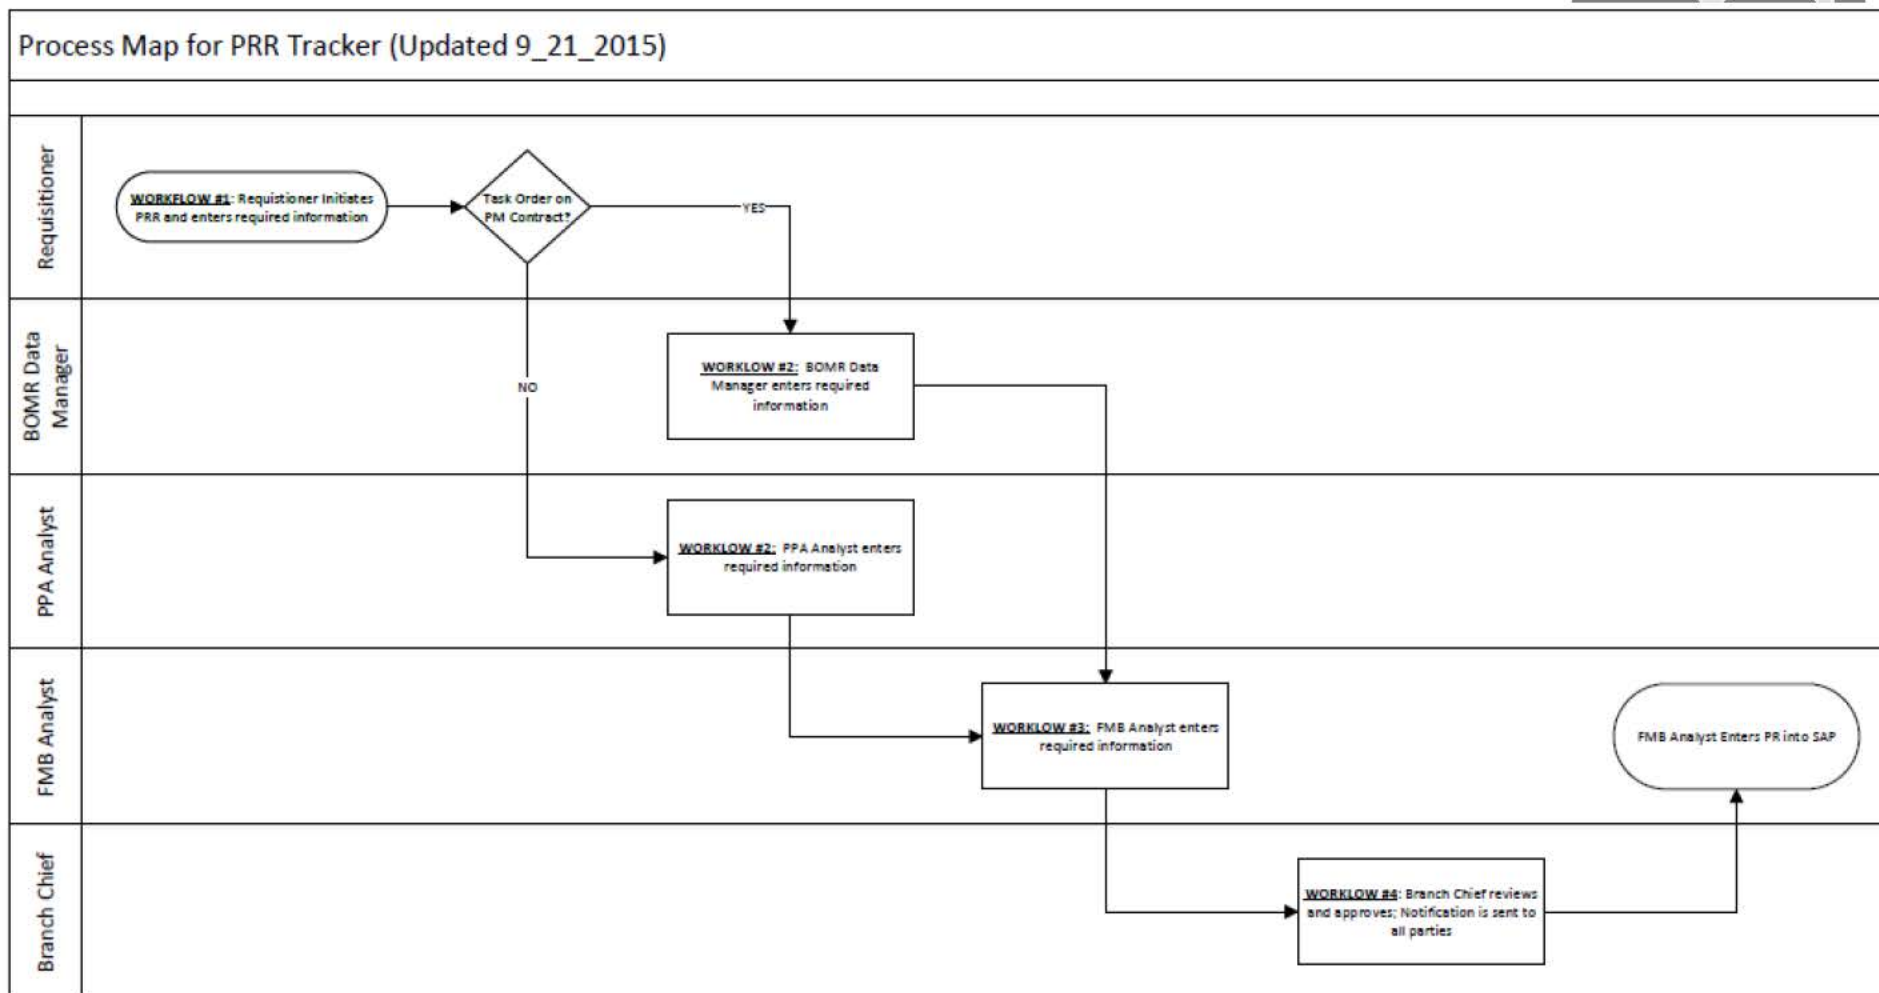 Process Map for PRR Tracker (Updated 9_21_2015)
Requisitioner
WORKFLOW #1: Requistioner Initiates
PRR and enters required information
Task Order on
PM Contract?
YES
BOMR Data
Manager
NO
WORKLOW #2: BOMR Data
Manager enters required
information
PPA Analyst
WORKLOW #2: PPA Analyst enters
required information
FMB Analyst
WORKLOW #3: FMB Analyst enters
required information
FMB Analyst Enters PR into SAP
Branch Chief
WORKLOW #4: Branch Chief reviews
and approves; Notification is sent to
all parties